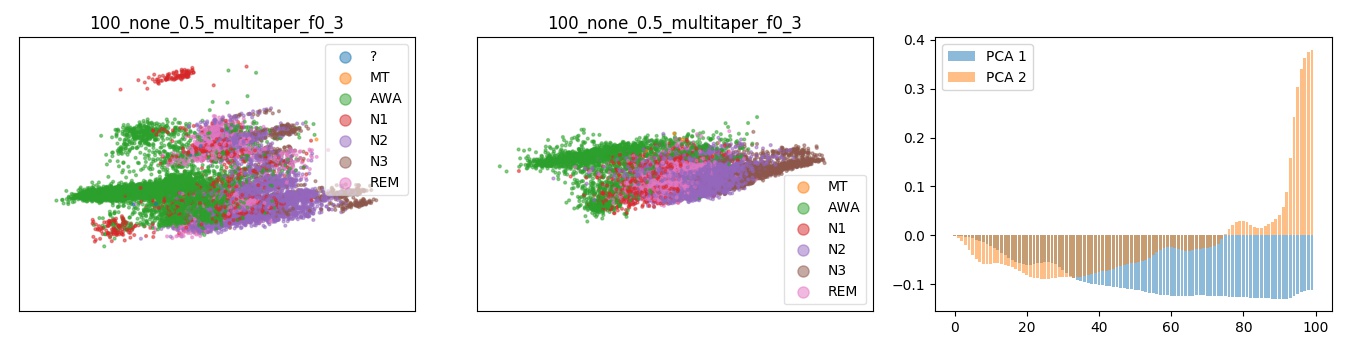 100_none_0.5_multitaper_f0_3
?
MT
AWA
N1
N2
N3
REM
100_none_0.5_multitaper_f0_3
MT
AWA
N1
N2
N3
REM
PCA 1
PCA 2
0.4
0.3
0.2
0.1
0.0
−0.1
0 20 40 60 80 100